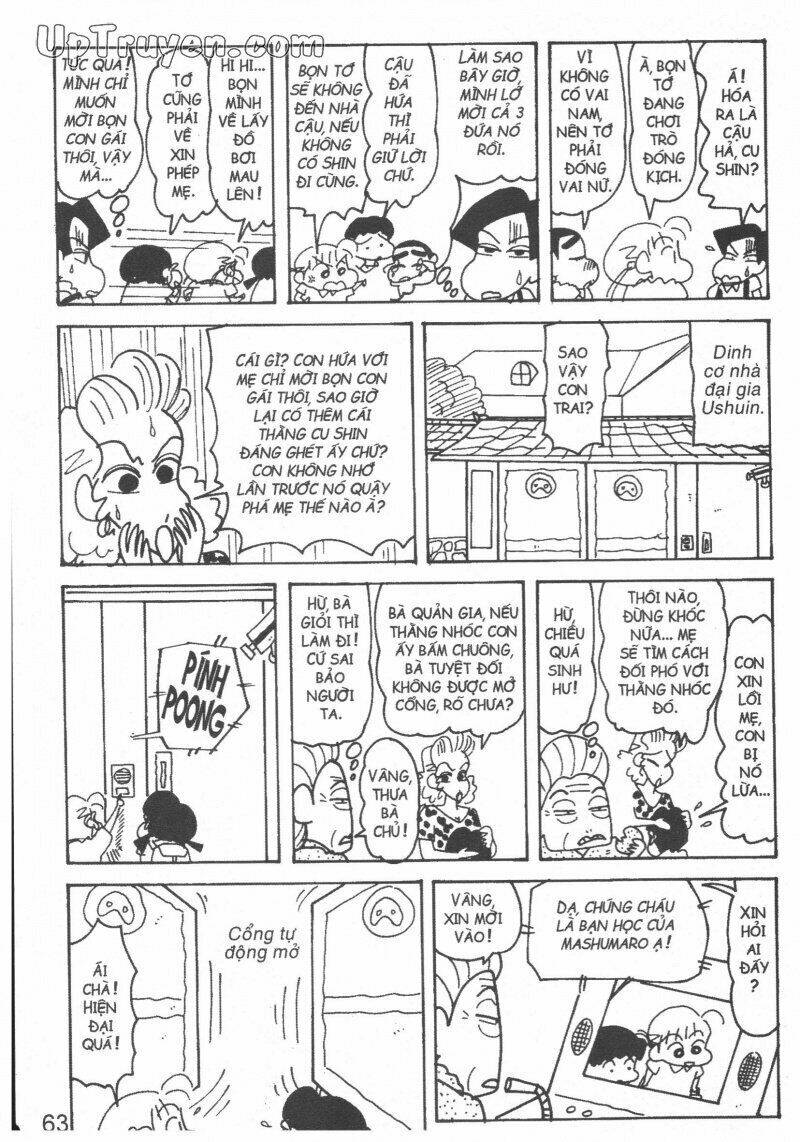 UpTruyen.com
Á! HÓA
RA LÀ
CẬU
HẢ, CU
SHIN?
À, BỌN
TỚ
ĐANG
CHƠI
TRÒ
ĐÓNG
KỊCH.
VÌ
KHÔNG
CÓ VAI
NAM,
NÊN TỚ
PHẢI
ĐÓNG
VAI NỮ.
LÀM SAO
BÂY GIỜ,
MÌNH LỠ
MỜI CẢ 3
ĐỨA NÓ
RỒI.
CẬU
ĐÃ
HỨA THÌ
PHẢI
GIỮ LỜI
CHỨ.
BỌN TỚ
SẼ KHÔNG
ĐẾN NHÀ
CẬU, NẾU
KHÔNG
CÓ SHIN
ĐI CÙNG.
HI HI...
BỌN
MÌNH
VỀ LẤY
ĐỒ
BƠI
MAU
LÊN!
TỚ
CŨNG
PHẢI
VỀ
XIN
PHÉP
MẸ.
TỨC QUÁ!
MÌNH CHỈ
MUỐN
MỜI BỌN
CON GÁI
THÔI, VẬY
MÀ...
Dinh
cơ nhà
đại gia
Ushuin.
SAO
VẬY
CON
TRAI?
CÁI GÌ? CON HỨA VỚI
MẸ CHỈ MỜI BỌN CON
GÁI THÔI, SAO GIỜ
LẠI CÓ THÊM CÁI
THẰNG CU SHIN
ĐÁNG GHÉT ẤY CHỨ?
CON KHÔNG NHỚ
LẦN TRƯỚC NÓ QUẬY
PHÁ MẸ THẾ NÀO À?
CON
XIN LỖI
MẸ,
CON
BỊ
NÓ
LỪA...
THÔI NÀO,
ĐỪNG KHÓC
NỮA... MẸ
SẼ TÌM CÁCH
ĐỐI PHÓ VỚI
THẰNG NHÓC
ĐÓ.
HỪ,
CHIỀU
QUÁ
SINH
HƯ!
BÀ QUẢN GIA, NẾU
THẰNG NHÓC CON
ẤY BẤM CHUÔNG,
BÀ TUYỆT ĐỐI
KHÔNG ĐƯỢC MỞ
CỔNG, RÕ CHƯA?
HỪ, BÀ
GIỎI THÌ
LÀM ĐI!
CỨ SAI
BẢO
NGƯỜI
TA.
VÂNG,
THƯA
BÀ
CHỦ!
PÍNH
POONG
XIN
HỎI
AI
ĐẤY?
DẠ, CHÚNG CHÁU
LÀ BẠN HỌC CỦA
MASHUMARO Ạ!
VÂNG,
XIN MỜI
VÀO!
Cổng tự
động mở
ÁI
CHÀ!
HIỆN
ĐẠI
QUÁ!
63